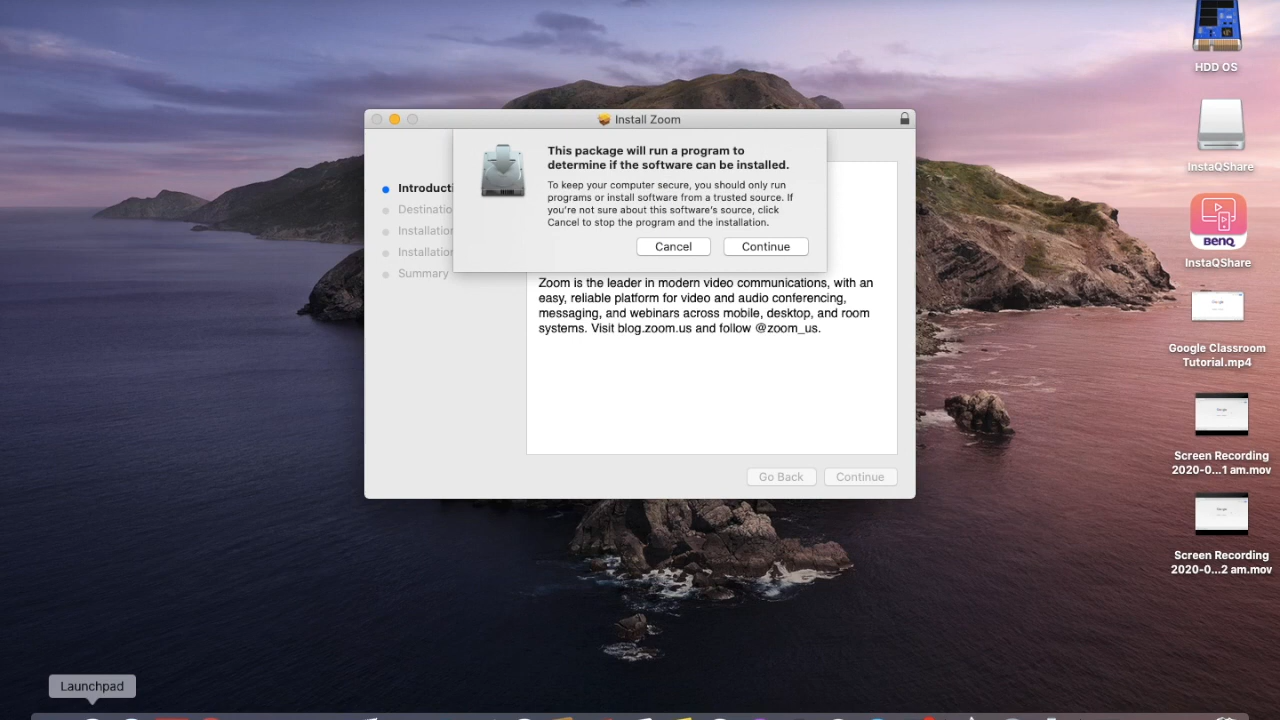 Install Zoom
This package will run a program to
determine if the software can be installed.
To keep your computer secure, you should only run
programs or install software from a trusted source. If
you're not sure about this software's source, click
Cancel to stop the program and the installation.
Cancel
Continue
Introducti
Destinatio
Installation
Installation
Summary
Zoom is the leader in modern video communications, with an
easy, reliable platform for video and audio conferencing,
messaging, and webinars across mobile, desktop, and room
systems. Visit blog.zoom.us and follow @zoom_us.
Go Back
Continue
HDD OS
InstaQShare
BENQ
InstaQShare
Google Classroom
Tutorial.mp4
Screen Recording
2020-0...1 am.mov
Screen Recording
2020-0...2 am.mov
Launchpad